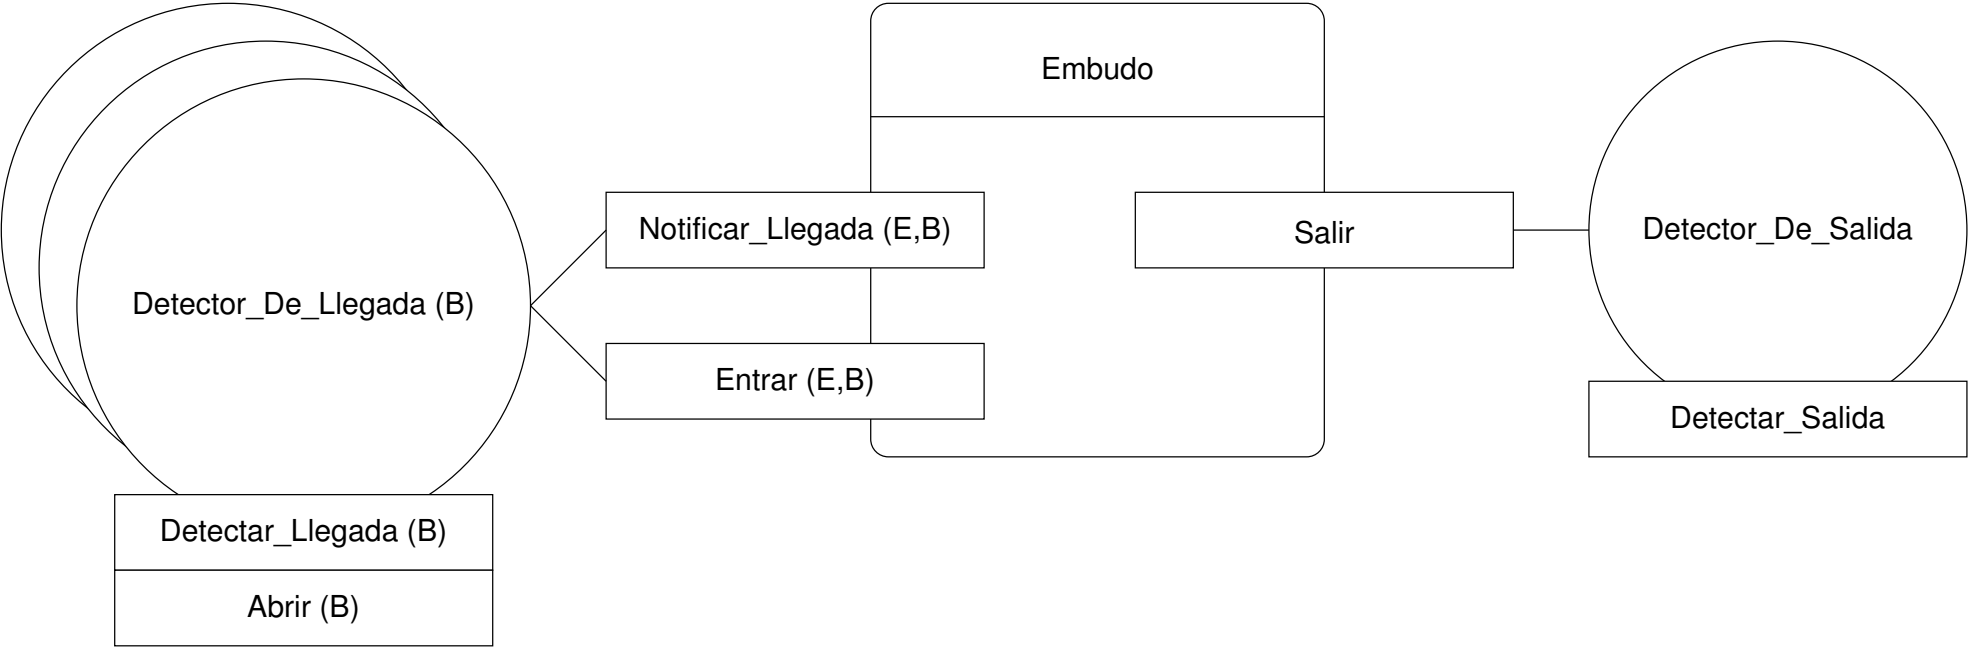 Embudo
Notificar_Llegada (E,B)
Salir
Detector_De_Salida
Detector_De_Llegada (B)
Entrar (E,B)
Detectar_Salida
Detectar_Llegada (B)
Abrir (B)